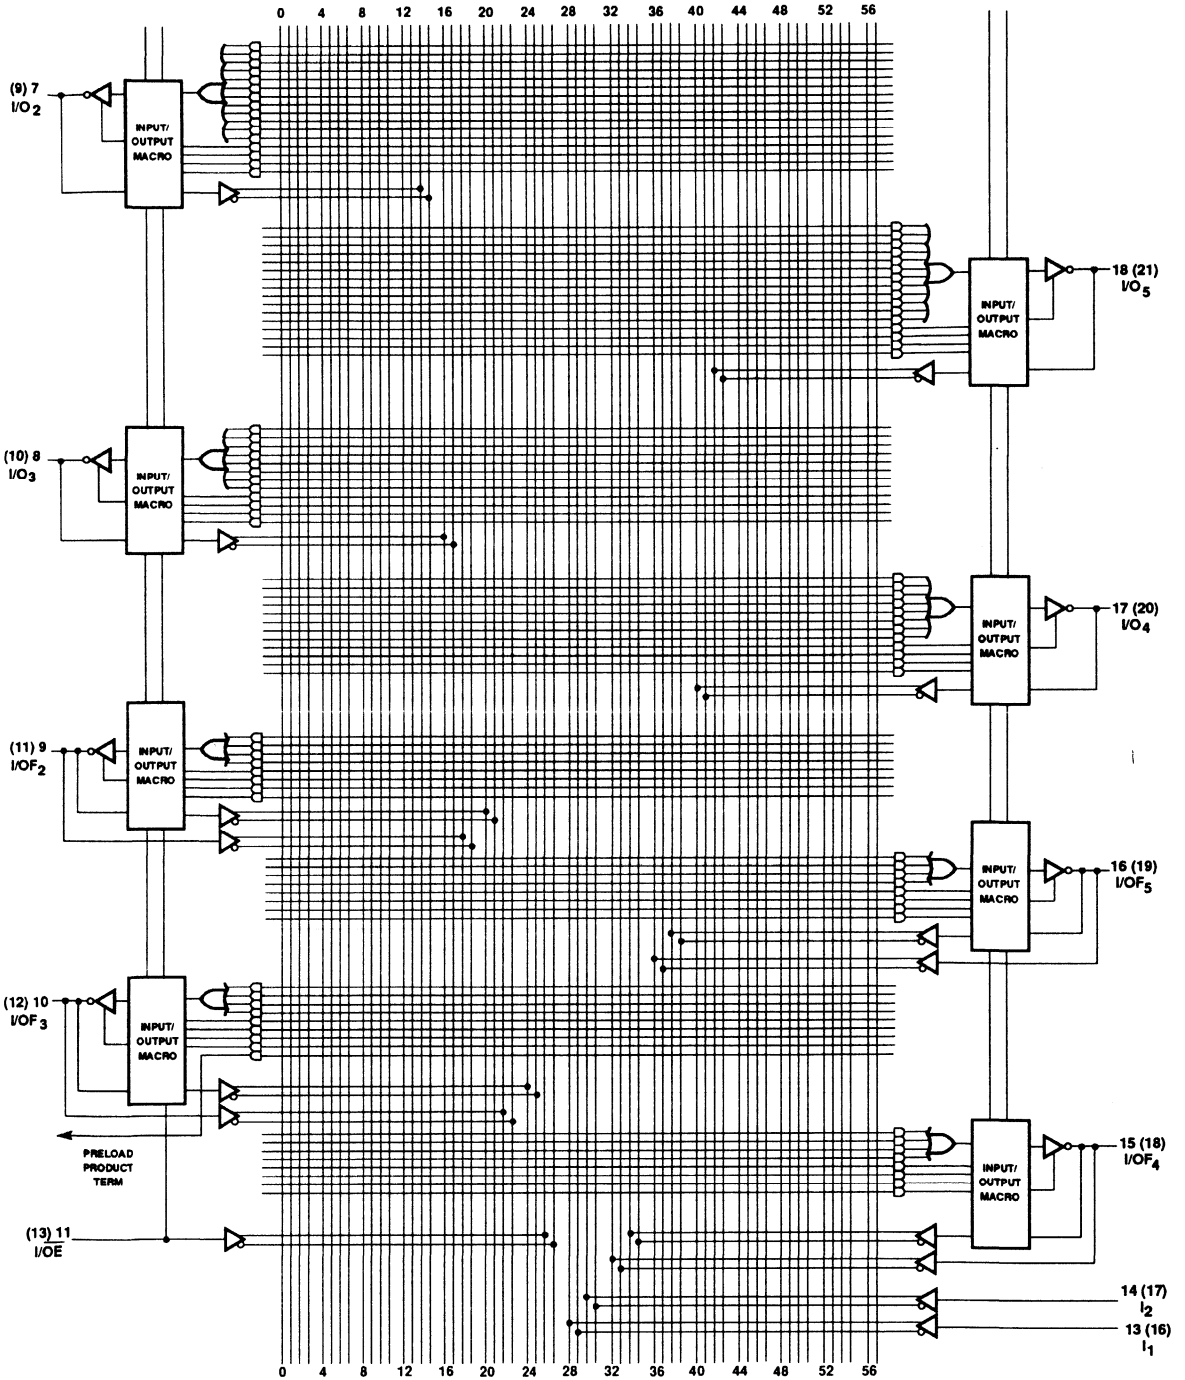 0 4 8 12 16 20 24 28 32 36 40 44 48 52 56
(9) 7
I/O2
INPUT/
OUTPUT
MACRO
18 (21)
I/O5
INPUT/
OUTPUT
MACRO
(10) 8
I/O3
INPUT/
OUTPUT
MACRO
17 (20)
I/O4
INPUT/
OUTPUT
MACRO
(11) 9
I/OF2
INPUT/
OUTPUT
MACRO
16 (19)
I/OF5
INPUT/
OUTPUT
MACRO
(12) 10
I/OF3
INPUT/
OUTPUT
MACRO
PRELOAD
PRODUCT
TERM
15 (18)
I/OF4
INPUT/
OUTPUT
MACRO
(13) 11
I/OE
14 (17)
I2
13 (16)
I1
0 4 8 12 16 20 24 28 32 36 40 44 48 52 56